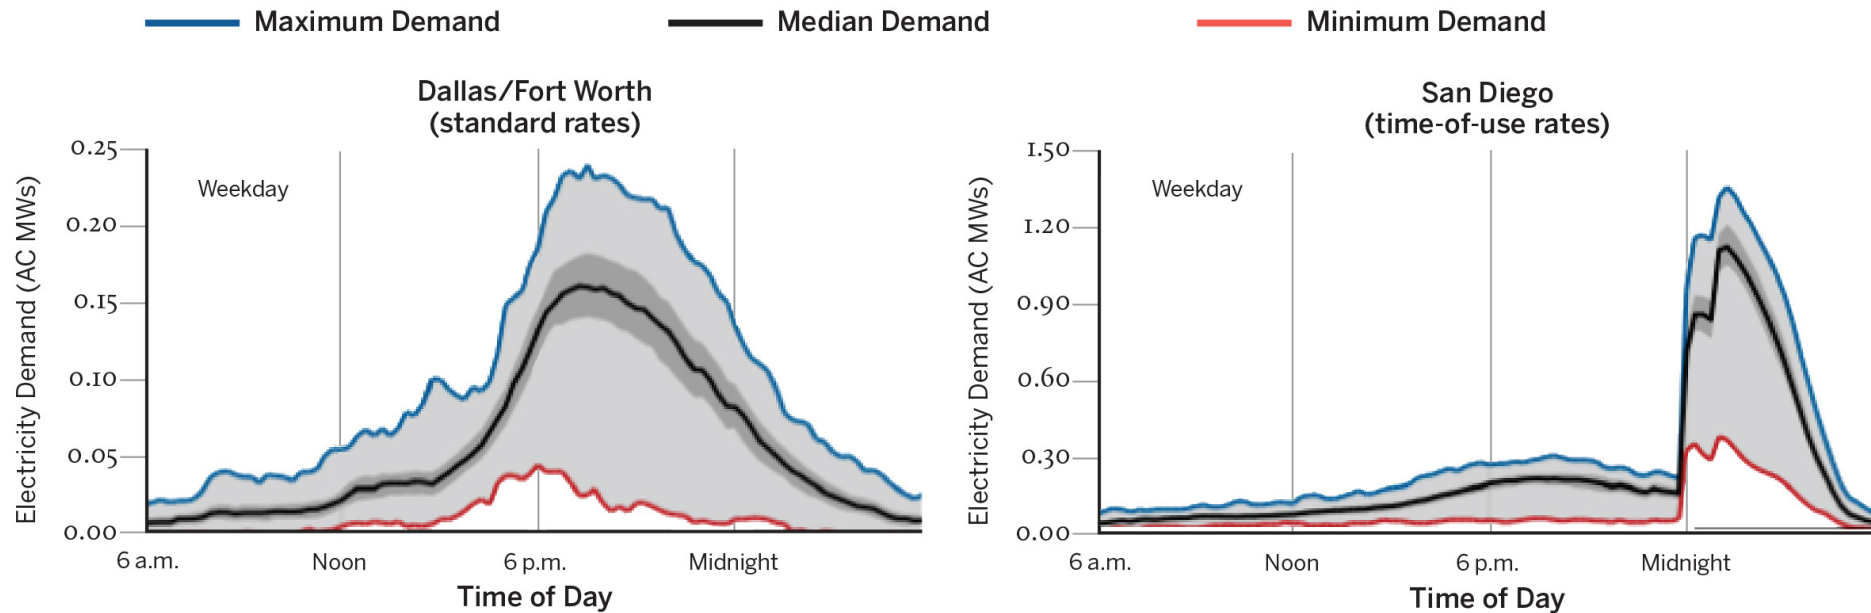 Maximum Demand
Median Demand
Minimum Demand
Dallas/Fort Worth
(standard rates)
Electricity Demand (AC MWs)
0.25
0.20
0.15
0.10
0.05
0.00
Weekday
6 a.m.
Noon
6 p.m.
Midnight
Time of Day
San Diego
(time-of-use rates)
Electricity Demand (AC MWs)
1.50
1.20
0.90
0.60
0.30
0.00
Weekday
6 a.m.
Noon
6 p.m.
Midnight
Time of Day